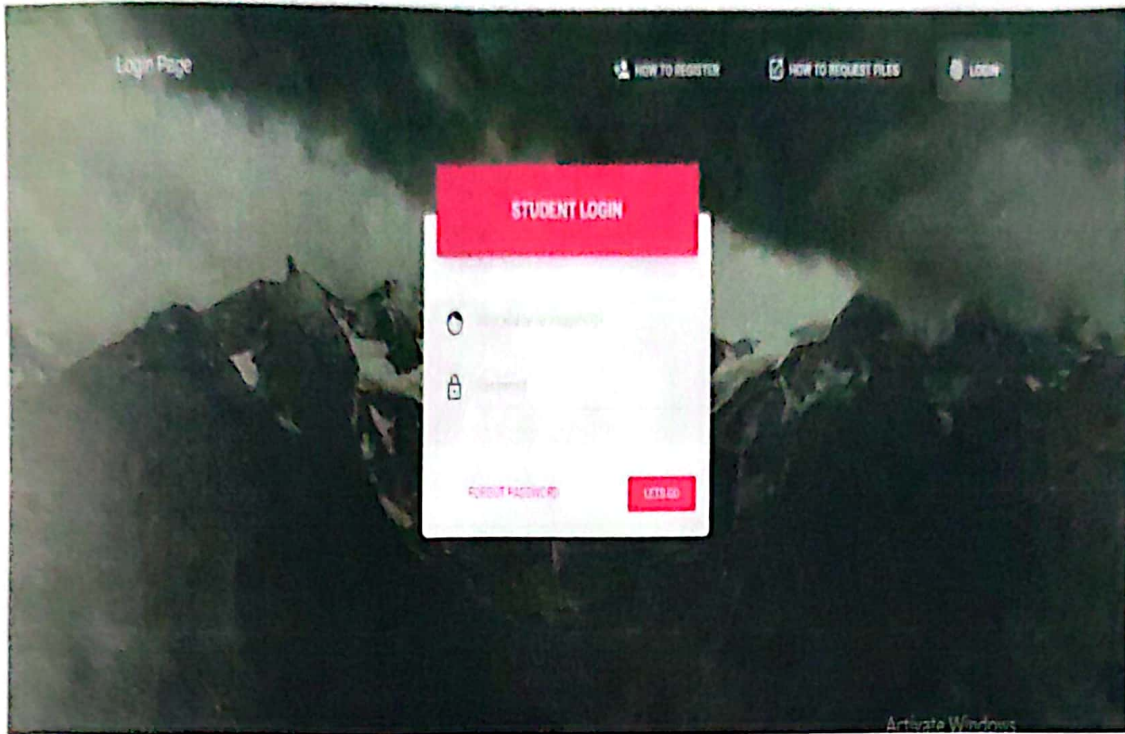 Login Page
HOW TO REGISTER
HOW TO REQUEST FILES
LOGIN
STUDENT LOGIN
FORGOT PASSWORD
LETS GO
Activate Windows